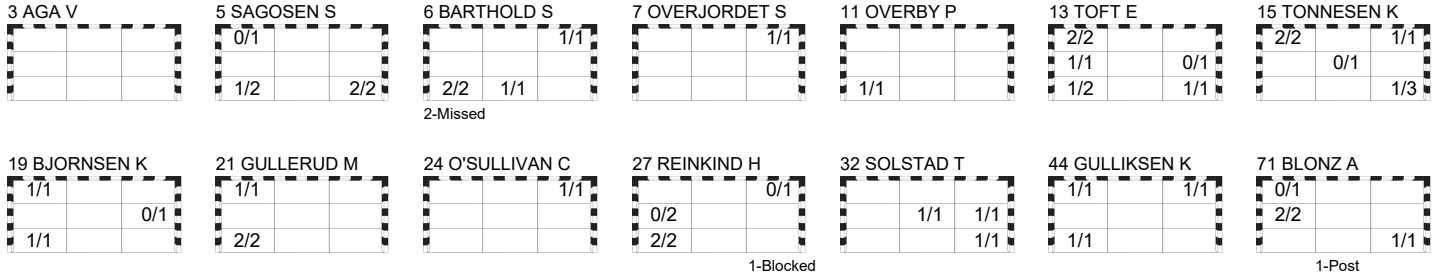 3 AGA V 5 SAGOSEN S 6 BARTHOLD S 7 OVERJORDET S 11 OVERBY P 13 TOFT E 15 TONNESEN K
0/1 1/1 1/1 2/2 2/2 1/1
1/1 0/1 0/1
1/2 2/2 2/2 1/1 1/1 1/2 1/1 1/3
2-Missed
19 BJORNSEN K 21 GULLERUD M 24 O'SULLIVAN C 27 REINKIND H 32 SOLSTAD T 44 GULLIKSEN K 71 BLONZ A
1/1 1/1 1/1 0/1 1/1 1/1 0/1
0/1 0/2 1/1 1/1 2/2
1/1 2/2 2/2 1/1 1/1 1/1
1-Blocked 1-Post